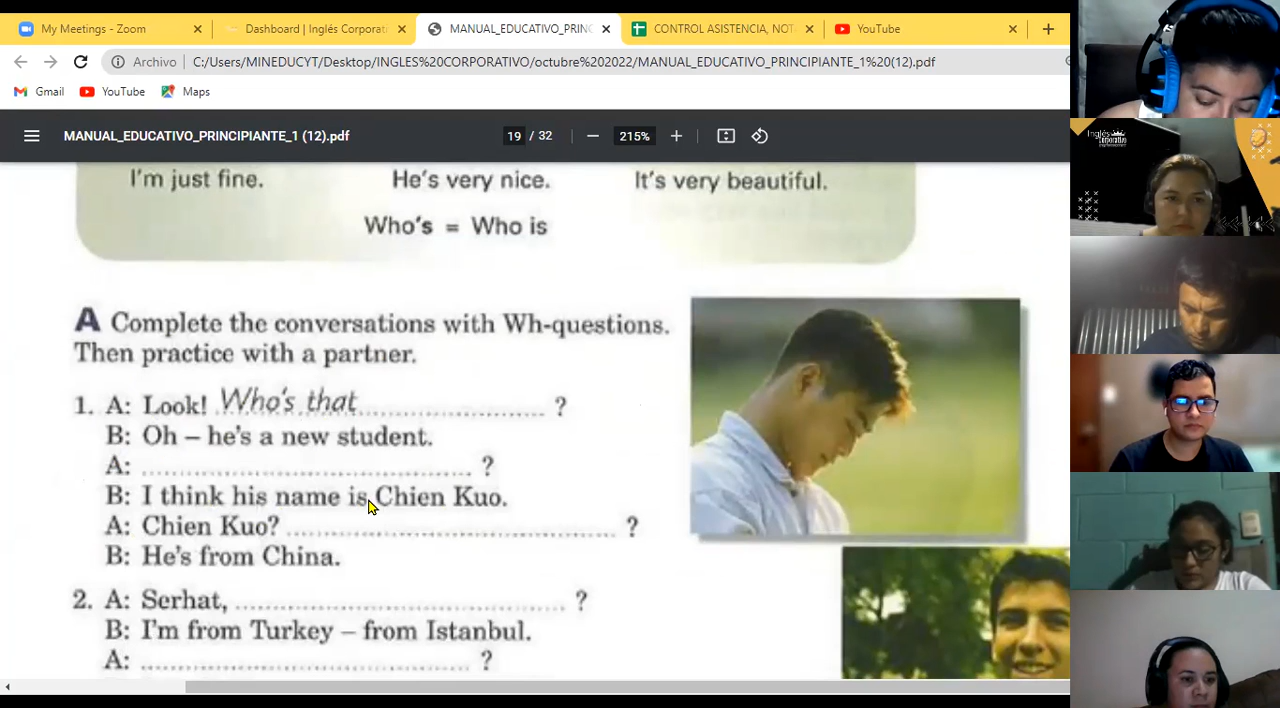 My Meetings - Zoom
Dashboard | Inglés Corporati
MANUAL_EDUCATIVO_PRINC
CONTROL ASISTENCIA, NOT
YouTube
Archivo
C:/Users/MINEDUCYT/Desktop/INGLES%20CORPORATIVO/octubre%202022/MANUAL_EDUCATIVO_PRINCIPIANTE_1%20(12).pdf
Gmail YouTube Maps
MANUAL_EDUCATIVO_PRINCIPIANTE_1 (12).pdf
19 / 32
215%
I'm just fine. He's very nice. It's very beautiful.
Who's = Who is
A Complete the conversations with Wh-questions.
Then practice with a partner.
1. A: Look! Who's that ?
B: Oh – he's a new student.
A: ?
B: I think his name is Chien Kuo.
A: Chien Kuo? ?
B: He's from China.
2. A: Serhat, ?
B: I'm from Turkey – from Istanbul.
A: ?
Inglés
Corporativo